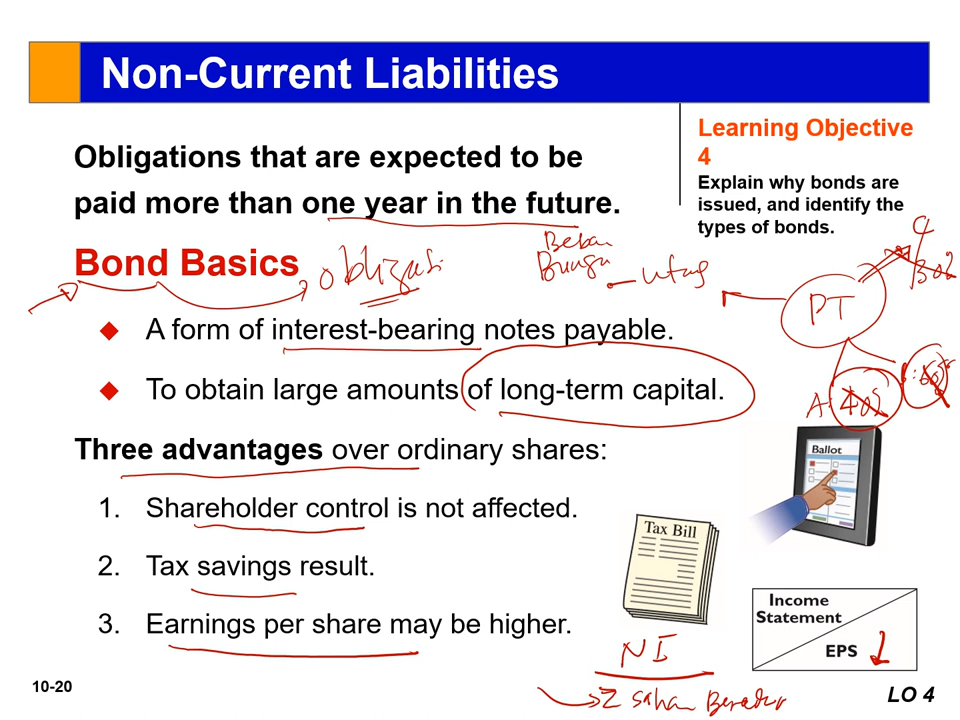 Non-Current Liabilities
Learning Objective
4
Explain why bonds are
issued, and identify the
types of bonds.
Obligations that are expected to be
paid more than one year in the future.
Bond Basics
Obligasi
Beban
Bunga
Utang
PT
◆ A form of interest-bearing notes payable.
◆ To obtain large amounts of long-term capital.
A:
Ballot
Three advantages over ordinary shares:
1. Shareholder control is not affected.
2. Tax savings result.
3. Earnings per share may be higher.
Tax Bill
Income
Statement
EPS ↓
NI
Σ saham Beredar
10-20
LO 4